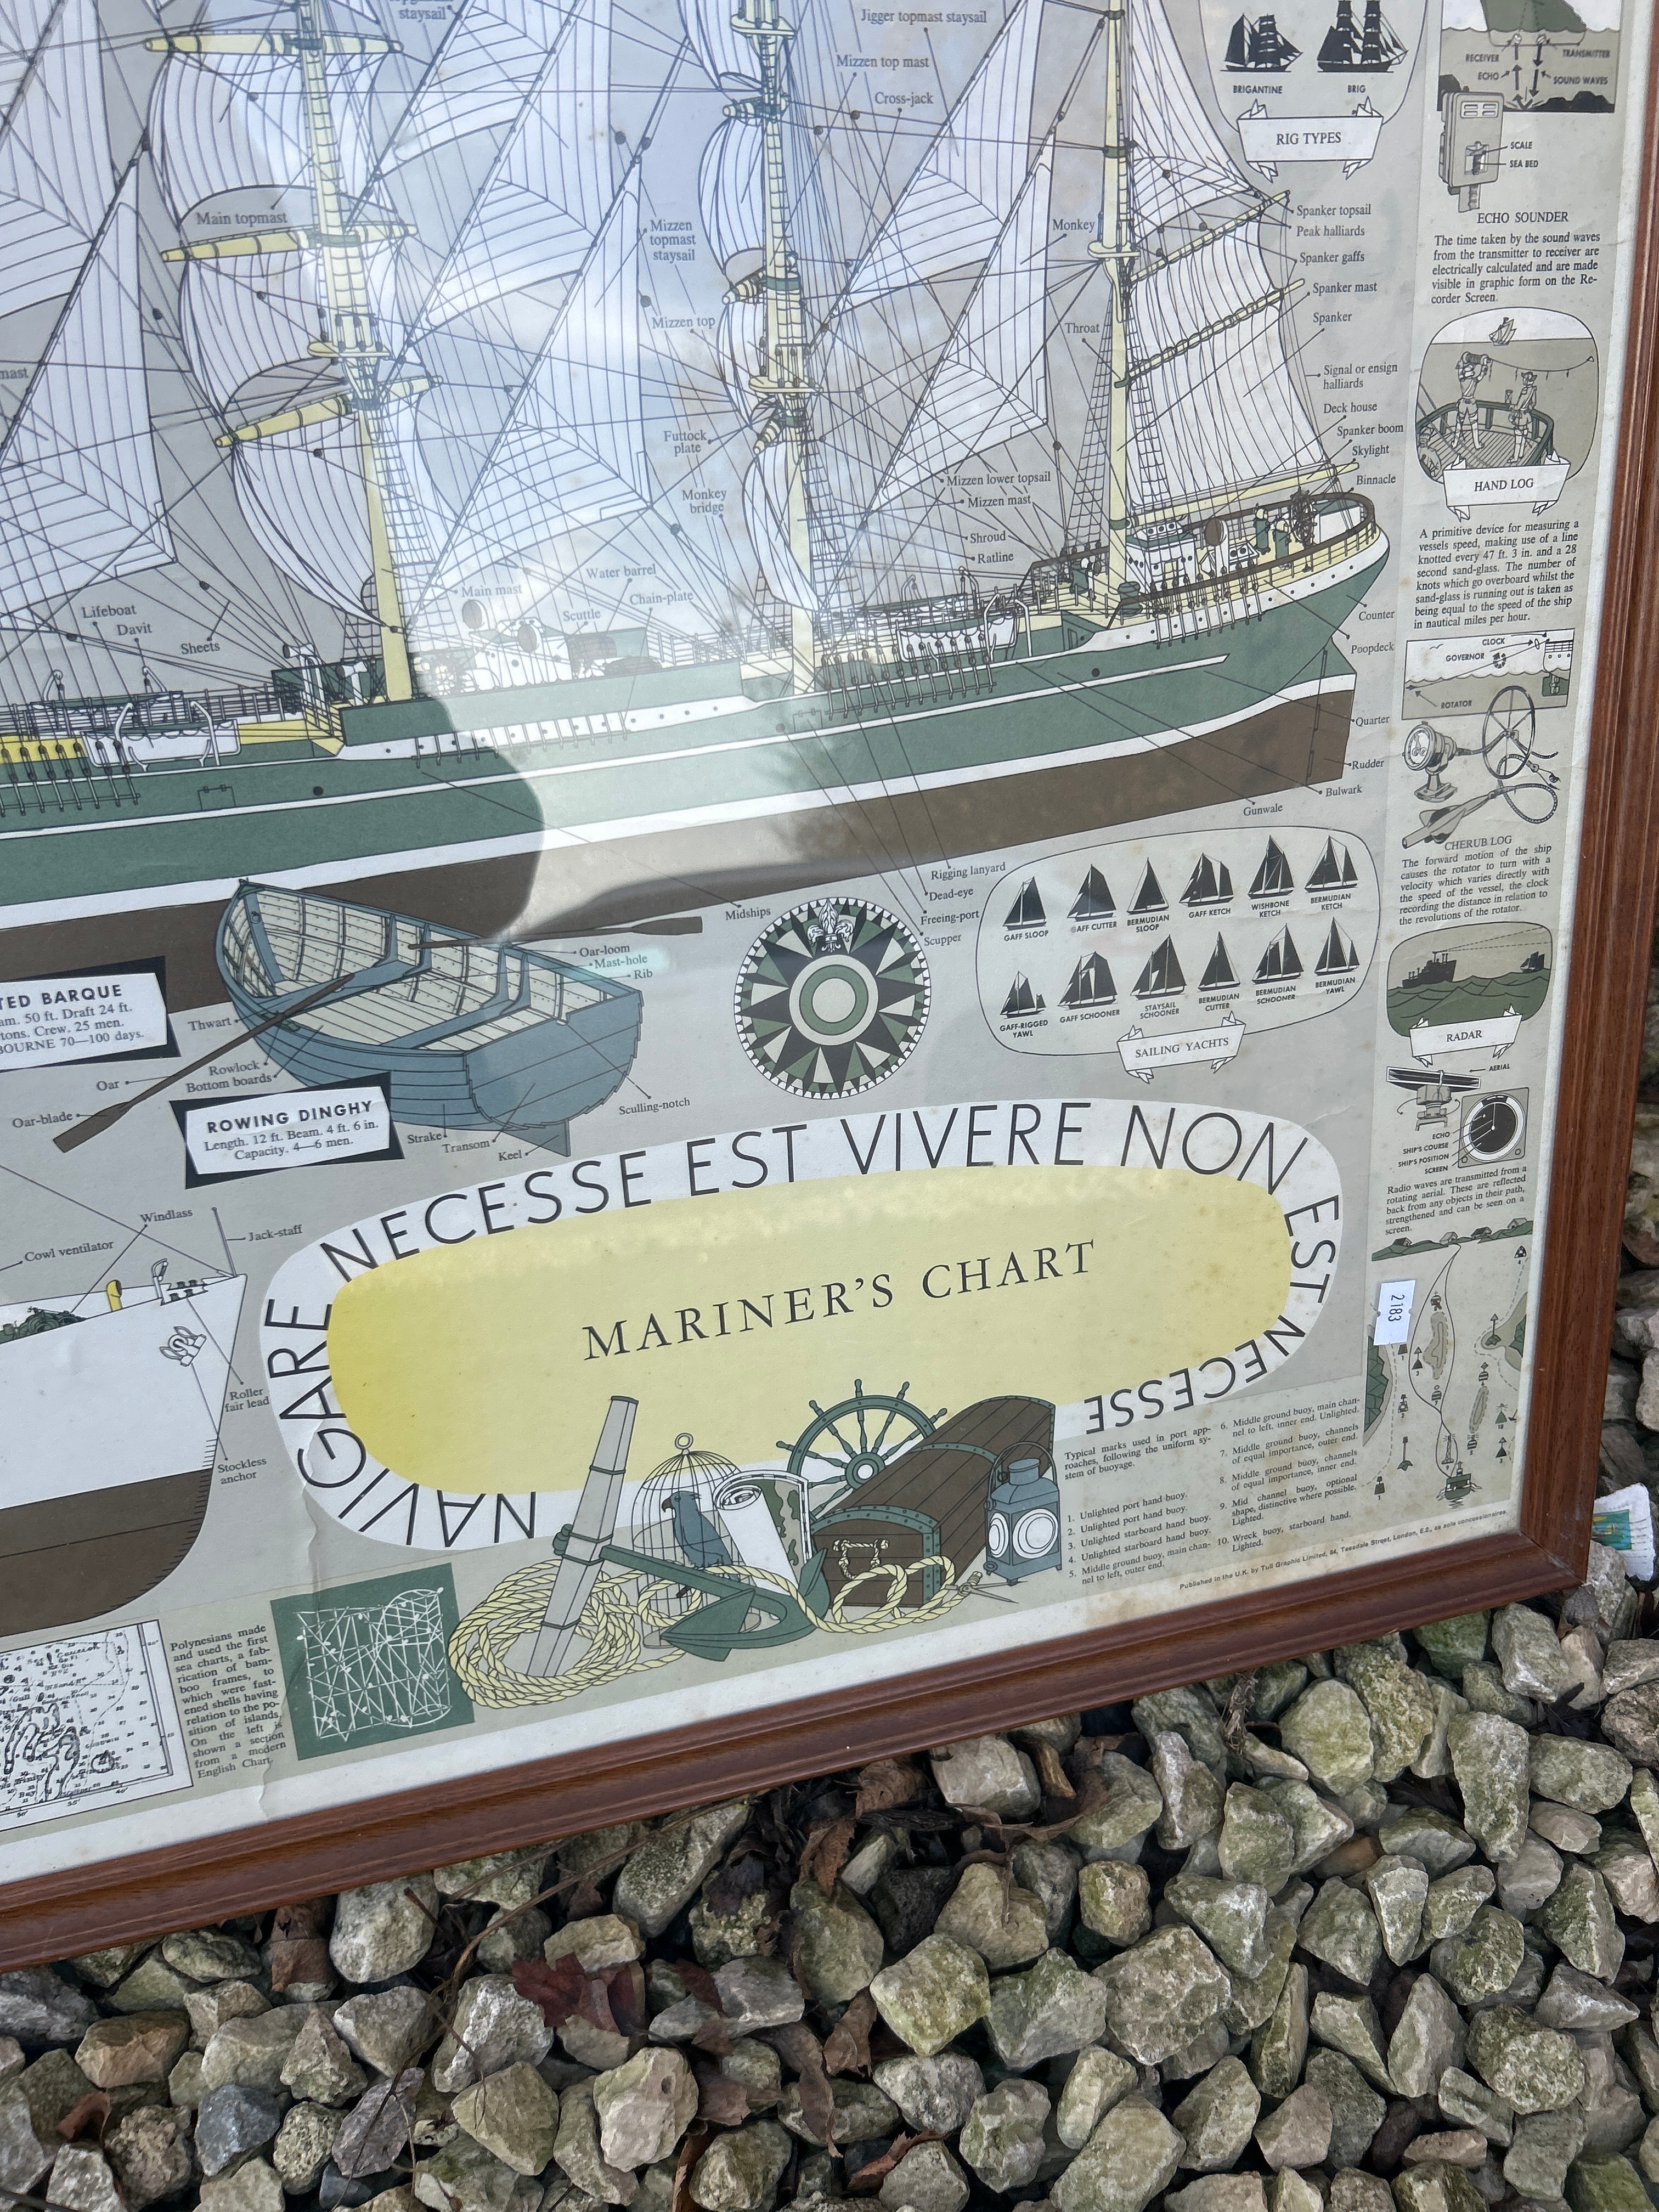 staysail
Jigger topmast staysail
Mizzen top mast
Cross-jack
BRIGANTINE
BRIG
RIG TYPES
RECEIVER
TRANSMITTER
ECHO
SOUND WAVES
SCALE
SEA BED
ECHO SOUNDER
The time taken by the sound waves
from the transmitter to receiver are
electrically calculated and are made
visible in graphic form on the Re-
corder Screen.
Main topmast
Mizzen
topmast
staysail
Monkey
Spanker topsail
Peak halliards
Spanker gaffs
Spanker mast
Spanker
Mizzen top
Throat
mast
Signal or ensign
halliards
Deck house
Spanker boom
Skylight
Binnacle
Futtock
plate
Monkey
bridge
Mizzen lower topsail
Mizzen mast
Shroud
Ratline
HAND LOG
A primitive device for measuring a
vessels speed, making use of a line
knotted every 47 ft. 3 in. and a 28
second sand-glass. The number of
knots which go overboard whilst the
sand-glass is running out is taken as
being equal to the speed of the ship
in nautical miles per hour.
Main mast
Water barrel
Scuttle
Chain-plate
Lifeboat
Davit
Sheets
Counter
Poopdeck
Quarter
Rudder
Bulwark
Gunwale
CLOCK
GOVERNOR
ROTATOR
CHERUB LOG
The forward motion of the ship
causes the rotator to turn with a
velocity which varies directly with
the speed of the vessel, the clock
recording the distance in relation to
the revolutions of the rotator.
Rigging lanyard
Dead-eye
Freeing-port
Scupper
Midships
GAFF SLOOP
GAFF CUTTER
BERMUDIAN
SLOOP
GAFF KETCH
WISHBONE
KETCH
BERMUDIAN
KETCH
GAFF-RIGGED
YAWL
GAFF SCHOONER
STAYSAIL
SCHOONER
BERMUDIAN
CUTTER
BERMUDIAN
SCHOONER
BERMUDIAN
YAWL
SAILING YACHTS
RADAR
AERIAL
ECHO
SHIP'S COURSE
SHIP'S POSITION
SCREEN
Radio waves are transmitted from a
rotating aerial. These are reflected
back from any objects in their path,
strengthened and can be seen on a
screen.
TED BARQUE
am. 50 ft. Draft 24 ft.
tons. Crew. 25 men.
BOURNE 70—100 days.
Oar-loom
Mast-hole
Rib
Thwart
Rowlock
Bottom boards
Oar
Oar-blade
ROWING DINGHY
Length. 12 ft. Beam. 4 ft. 6 in.
Capacity. 4—6 men.
Strake
Transom
Keel
Sculling-notch
Windlass
Jack-staff
Cowl ventilator
Roller
fair lead
Stockless
anchor
NAVIGARE NECESSE EST VIVERE NON EST NECESSE
MARINER'S CHART
2183
Typical marks used in port app-
roaches, following the uniform sy-
stem of buoyage.
1. Unlighted port hand buoy.
2. Unlighted port hand buoy.
3. Unlighted starboard hand buoy.
4. Unlighted starboard hand buoy.
5. Middle ground buoy, main chan-
nel to left, outer end.
6. Middle ground buoy, main chan-
nel to left, inner end. Unlighted.
7. Middle ground buoy, channels
of equal importance, outer end.
8. Middle ground buoy, channels
of equal importance, inner end.
9. Mid channel buoy, optional
shape, distinctive where possible.
Lighted.
10. Wreck buoy, starboard hand.
Lighted.
Published in the U.K. by Tull Graphic Limited, 84, Teesdale Street, London, E.2., as sole concessionaires.
Polynesians made
and used the first
sea charts, a fab-
rication of bam-
boo frames, to
which were fast-
ened shells having
relation to the po-
sition of islands.
On the left is
shown a section
from a modern
English Chart.